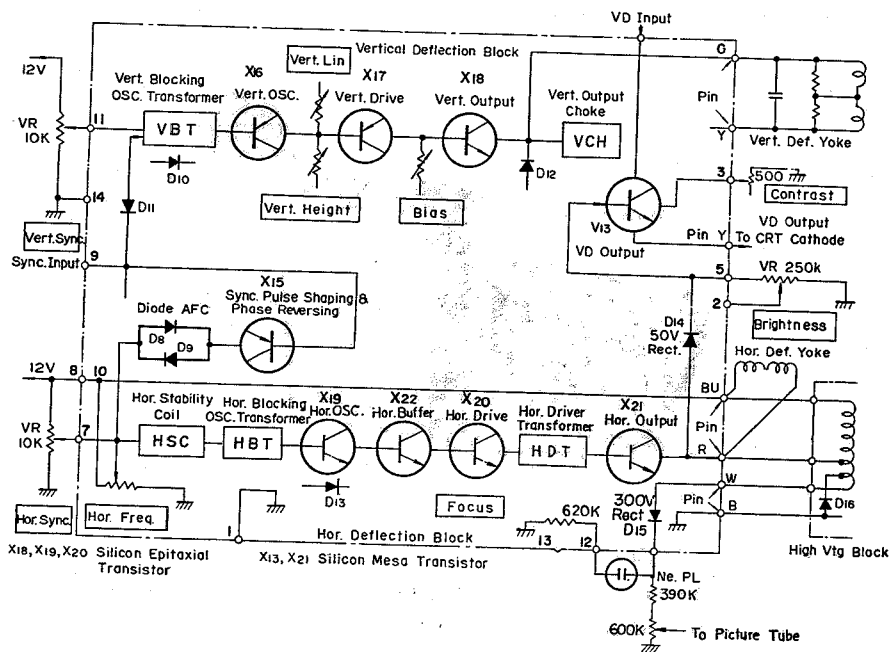 VD Input
12V
Vertical Deflection Block
G
Vert. Blocking
OSC. Transformer
X16
Vert. OSC.
Vert. Lin
X17
Vert. Drive
X18
Vert. Output
Vert. Output
Choke
Pin
11
VR
10K
VBT
VCH
D10
D12
Y
Vert. Def. Yoke
3
500
Contrast
14
D11
Vert. Height
Bias
V13
VD Output
VD Output
Pin Y
To CRT Cathode
Vert.Sync
9
Sync.Input
5
VR 250k
2
X15
Sync. Pulse Shaping &
Phase Reversing
Diode AFC
D8
D9
D14
50V
Rect.
Brightness
Hor. Def. Yoke
12V
8
10
BU
Hor. Stability
Coil
Hor. Blocking
OSC. Transformer
X19
Hor. OSC.
X22
Hor. Buffer
X20
Hor. Drive
Hor. Driver
Transformer
X21
Hor. Output
Pin
VR
10K
7
HSC
HBT
HDT
R
W
D13
Focus
300V
Rect
D15
Pin
B
D16
Hor. Sync.
Hor. Freq.
1
620K
Hor. Deflection Block
13
12
High Vtg Block
X18, X19, X20 Silicon Epitaxial
Transistor
X13, X21 Silicon Mesa Transistor
Ne. PL
390K
600K
To Picture Tube